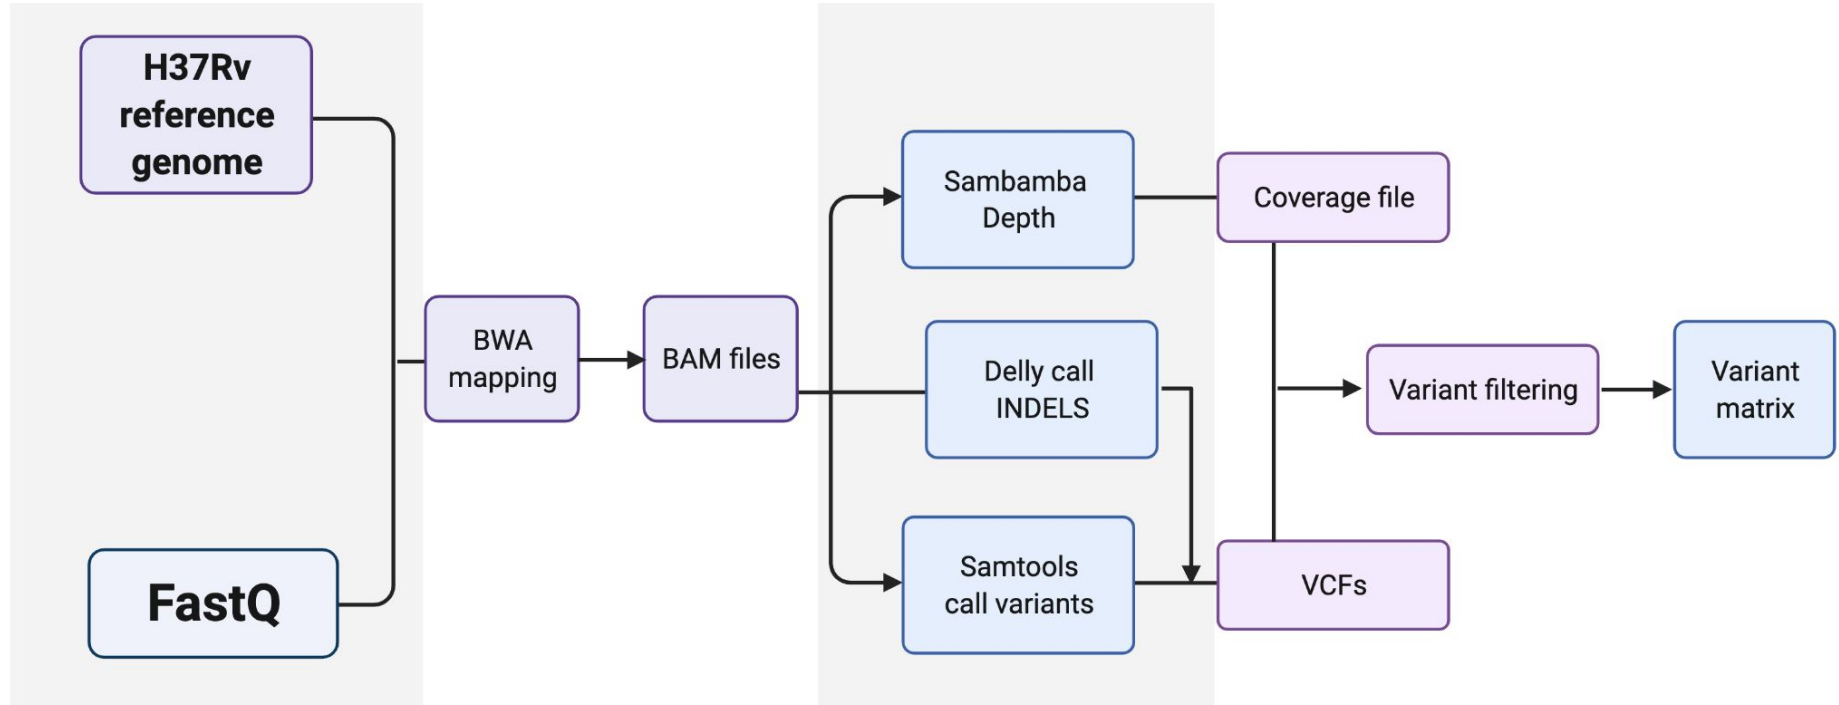 H37Rv
reference
genome
FastQ
BWA
mapping
BAM files
Sambamba
Depth
Delly call
INDELS
Samtools
call variants
Coverage file
VCFs
Variant filtering
Variant
matrix